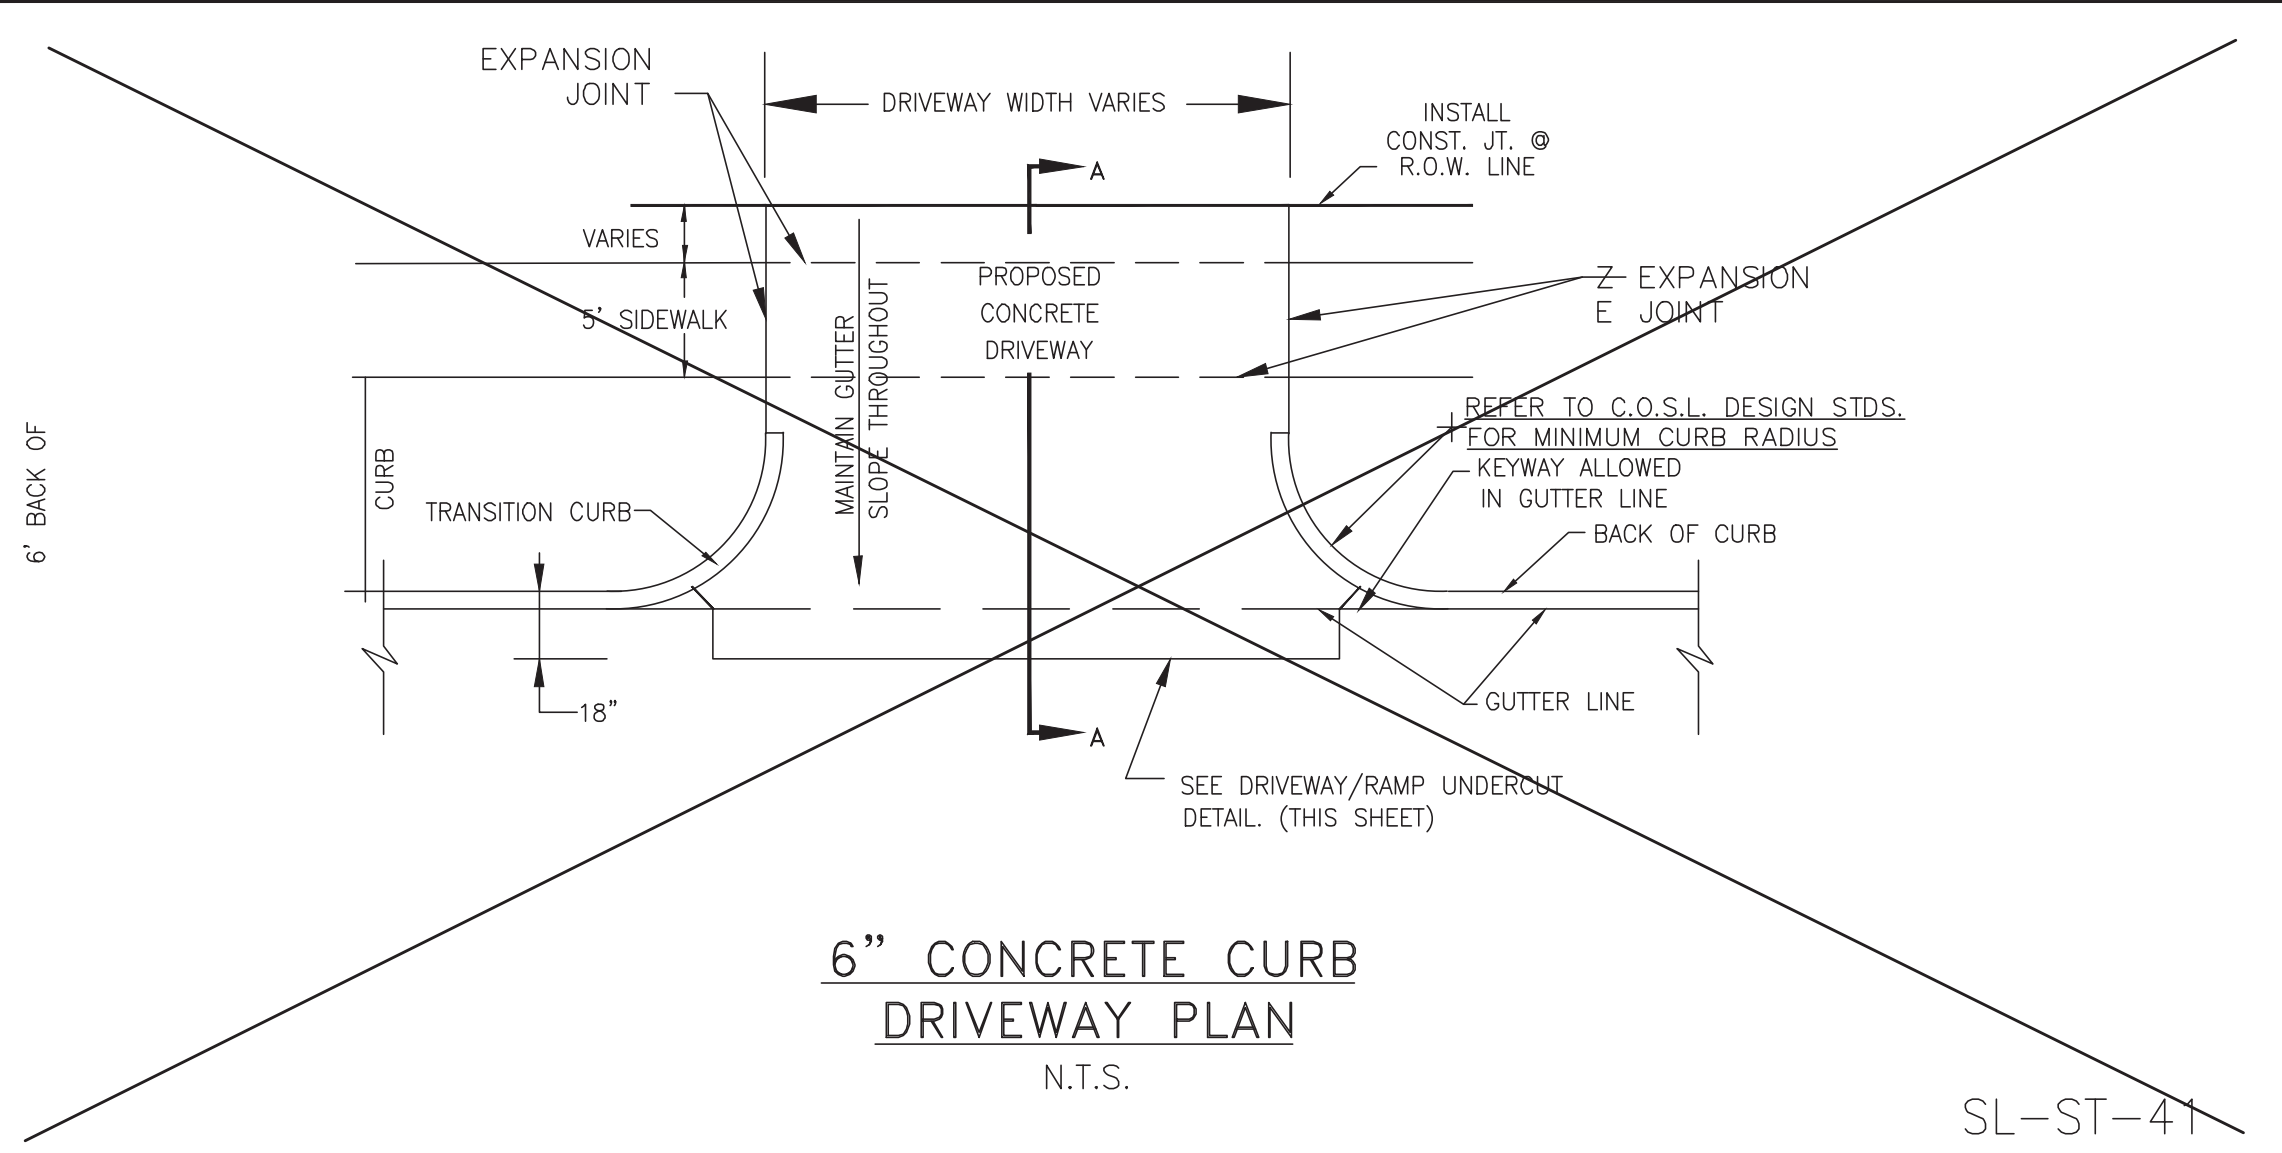 EXPANSION
JOINT
DRIVEWAY WIDTH VARIES
INSTALL
CONST. JT. @
R.O.W. LINE
A
VARIES
5' SIDEWALK
PROPOSED
CONCRETE
DRIVEWAY
MAINTAIN GUTTER
SLOPE THROUGHOUT
Z EXPANSION
E JOINT
REFER TO C.O.S.L. DESIGN STDS.
FOR MINIMUM CURB RADIUS
KEYWAY ALLOWED
IN GUTTER LINE
BACK OF CURB
6' BACK OF
CURB
TRANSITION CURB
18"
GUTTER LINE
A
SEE DRIVEWAY/RAMP UNDERCUT
DETAIL. (THIS SHEET)
6" CONCRETE CURB
DRIVEWAY PLAN
N.T.S.
SL-ST-41